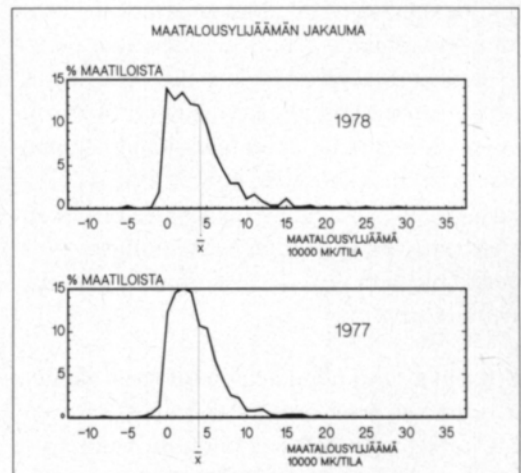 MAATALOUSYLIJÄÄMÄN JAKAUMA
% MAATILOISTA
15
10
5
0
1978
-10 -5 0 5 10 15 20 25 30 35
x̄
MAATALOUSYLIJÄÄMÄ
10000 MK/TILA
% MAATILOISTA
15
10
5
1977
-10 -5 0 5 10 15 20 25 30 35
x̄
MAATALOUSYLIJÄÄMÄ
10000 MK/TILA